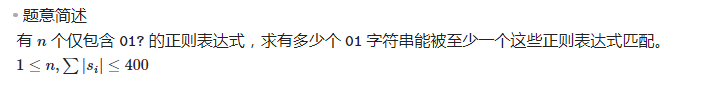 题意简述
有 n 个仅包含 01? 的正则表达式，求有多少个 01 字符串能被至少一个这些正则表达式匹配。
1 ≤ n, ∑|sᵢ| ≤ 400